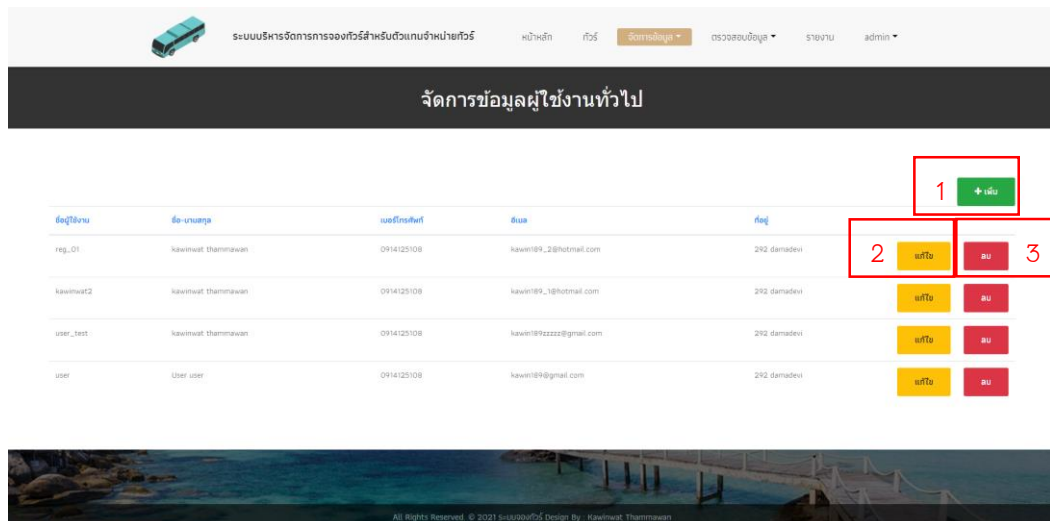 ระบบบริหารจัดการการจองทัวร์สำหรับตัวแทนจำหน่ายทัวร์ หน้าหลัก ทัวร์ จัดการข้อมูล ตรวจสอบข้อมูล รายงาน admin
จัดการข้อมูลผู้ใช้งานทั่วไป
1 + เพิ่ม
ชื่อผู้ใช้งาน ชื่อ-นามสกุล เบอร์โทรศัพท์ อีเมล ที่อยู่
reg_01 kawinwat thammawan 0914125108 kawin189_2@hotmail.com 292 damadevi 2 แก้ไข ลบ 3
kawinwat2 kawinwat thammawan 0914125108 kawin189_1@hotmail.com 292 damadevi แก้ไข ลบ
user_test kawinwat thammawan 0914125108 kawin189zzzzz@gmail.com 292 damadevi แก้ไข ลบ
user User user 0914125108 kawin189@gmail.com 292 damadevi แก้ไข ลบ
All Rights Reserved. © 2021 ระบบจองทัวร์ Design By : Kawinwat Thammawan